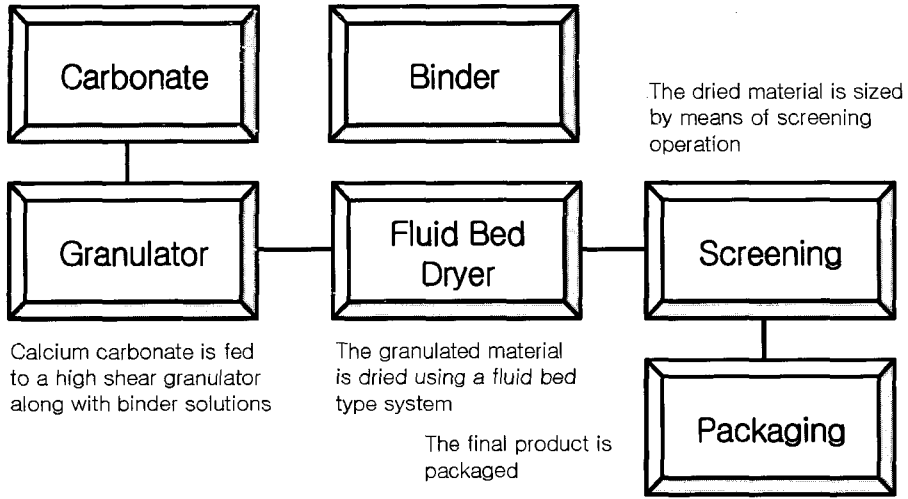 Carbonate
Binder
The dried material is sized
by means of screening
operation
Granulator
Fluid Bed
Dryer
Screening
Calcium carbonate is fed
to a high shear granulator
along with binder solutions
The granulated material
is dried using a fluid bed
type system
The final product is
packaged
Packaging